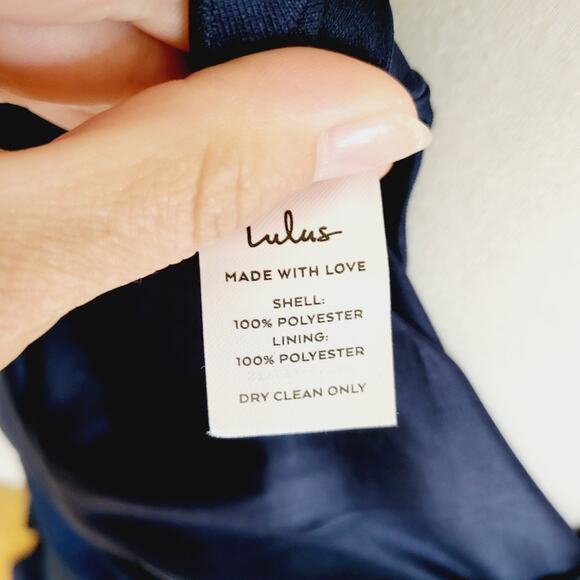 Lulus
MADE WITH LOVE
SHELL:
100% POLYESTER
LINING:
100% POLYESTER
DRY CLEAN ONLY